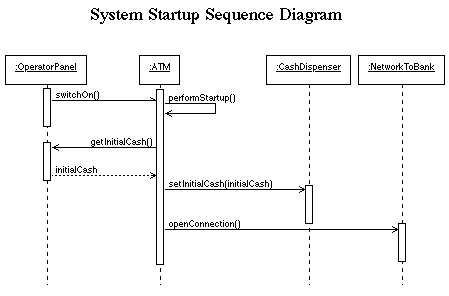 System Startup Sequence Diagram
:OperatorPanel
:ATM
:CashDispenser
:NetworkToBank
switchOn()
performStartup()
getInitialCash()
initialCash
setInitialCash(initialCash)
openConnection()